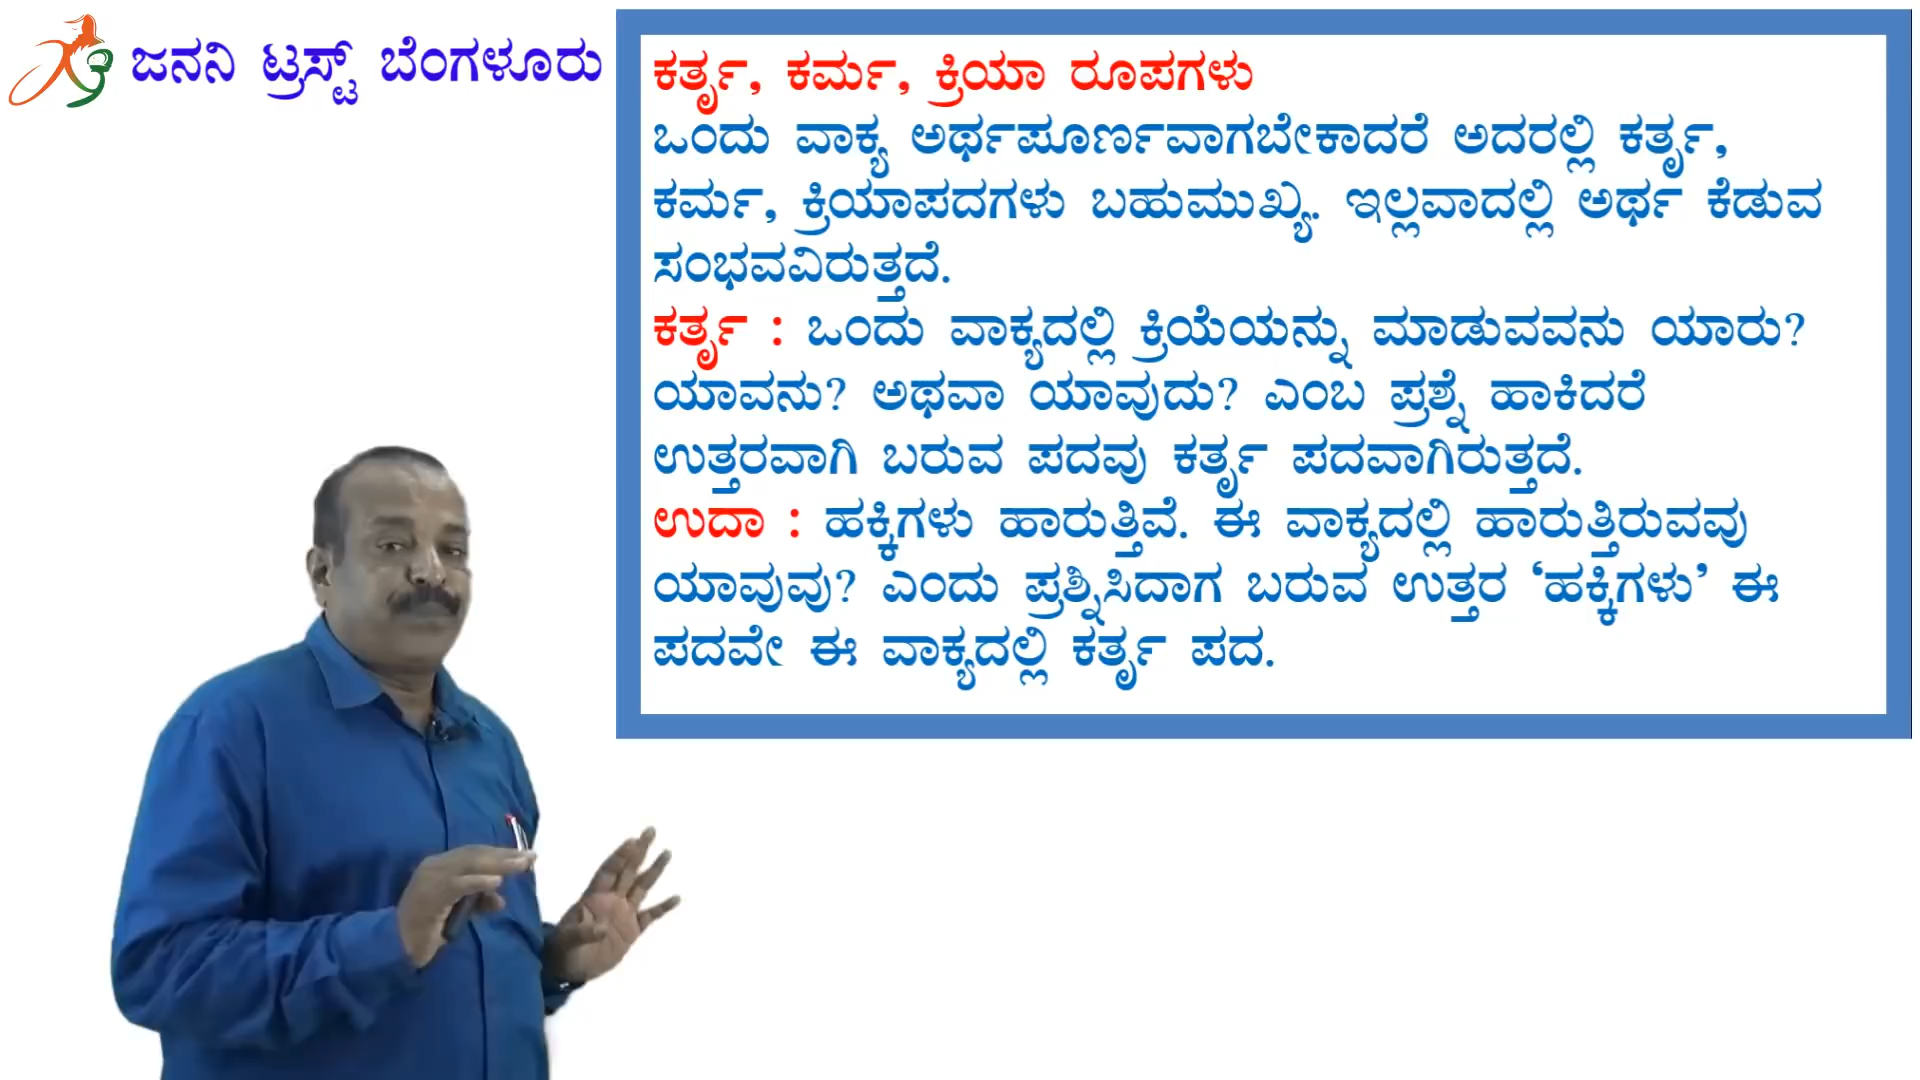 ಜನನಿ ಟ್ರಸ್ಟ್ ಬೆಂಗಳೂರು
ಕರ್ತೃ, ಕರ್ಮ, ಕ್ರಿಯಾ ರೂಪಗಳು
ಒಂದು ವಾಕ್ಯ ಅರ್ಥಪೂರ್ಣವಾಗಬೇಕಾದರೆ ಅದರಲ್ಲಿ ಕರ್ತೃ,
ಕರ್ಮ, ಕ್ರಿಯಾಪದಗಳು ಬಹುಮುಖ್ಯ. ಇಲ್ಲವಾದಲ್ಲಿ ಅರ್ಥ ಕೆಡುವ
ಸಂಭವವಿರುತ್ತದೆ.
ಕರ್ತೃ : ಒಂದು ವಾಕ್ಯದಲ್ಲಿ ಕ್ರಿಯೆಯನ್ನು ಮಾಡುವವನು ಯಾರು?
ಯಾವನು? ಅಥವಾ ಯಾವುದು? ಎಂಬ ಪ್ರಶ್ನೆ ಹಾಕಿದರೆ
ಉತ್ತರವಾಗಿ ಬರುವ ಪದವು ಕರ್ತೃ ಪದವಾಗಿರುತ್ತದೆ.
ಉದಾ : ಹಕ್ಕಿಗಳು ಹಾರುತ್ತಿವೆ. ಈ ವಾಕ್ಯದಲ್ಲಿ ಹಾರುತ್ತಿರುವವು
ಯಾವುವು? ಎಂದು ಪ್ರಶ್ನಿಸಿದಾಗ ಬರುವ ಉತ್ತರ ‘ಹಕ್ಕಿಗಳು’ ಈ
ಪದವೇ ಈ ವಾಕ್ಯದಲ್ಲಿ ಕರ್ತೃ ಪದ.